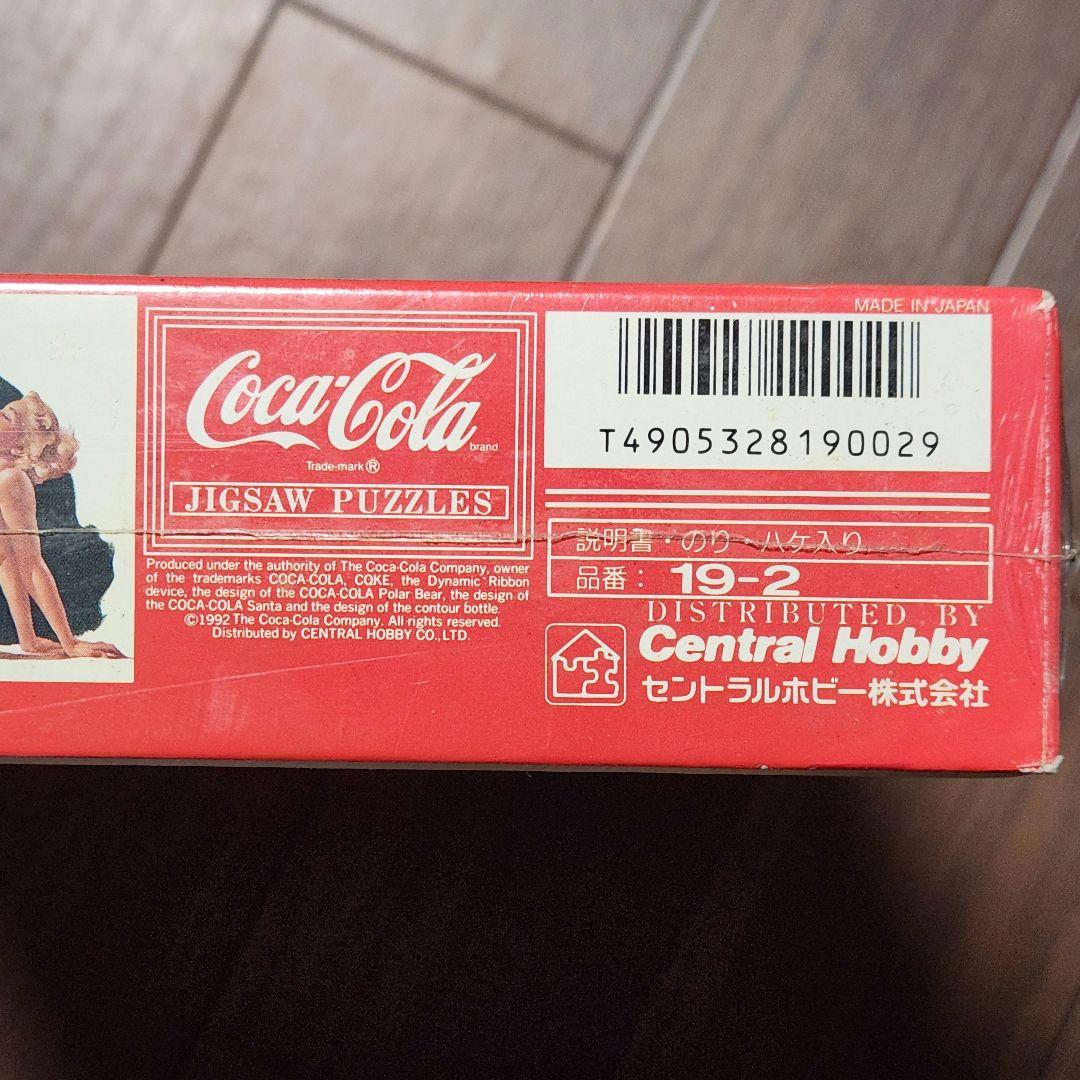 MADE IN JAPAN
Coca-Cola
brand
Trade-mark®
JIGSAW PUZZLES
Produced under the authority of The Coca-Cola Company, owner
of the trademarks COCA-COLA, COKE, the Dynamic Ribbon
device, the design of the COCA-COLA Polar Bear, the design of
the COCA-COLA Santa and the design of the contour bottle.
©1992 The Coca-Cola Company. All rights reserved.
Distributed by CENTRAL HOBBY CO., LTD.
T4905328190029
説明書・のり・ハケ入り
品番：19-2
DISTRIBUTED BY
Central Hobby
セントラルホビー株式会社